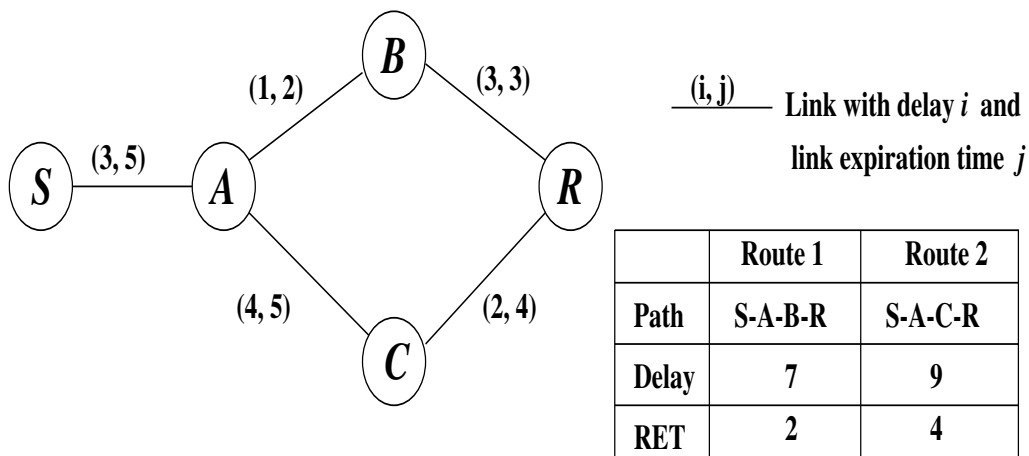 B
(1, 2)
(3, 3)
(i, j)
Link with delay i and
link expiration time j
(3, 5)
S
A
R
(4, 5)
(2, 4)
C
Route 1 Route 2
Path S-A-B-R S-A-C-R
Delay 7 9
RET 2 4